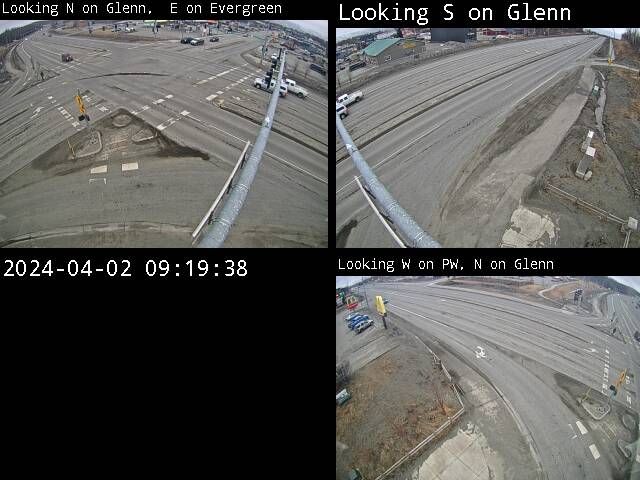 Looking N on Glenn, E on Evergreen
Looking S on Glenn
2024-04-02 09:19:38
Looking W on PW, N on Glenn